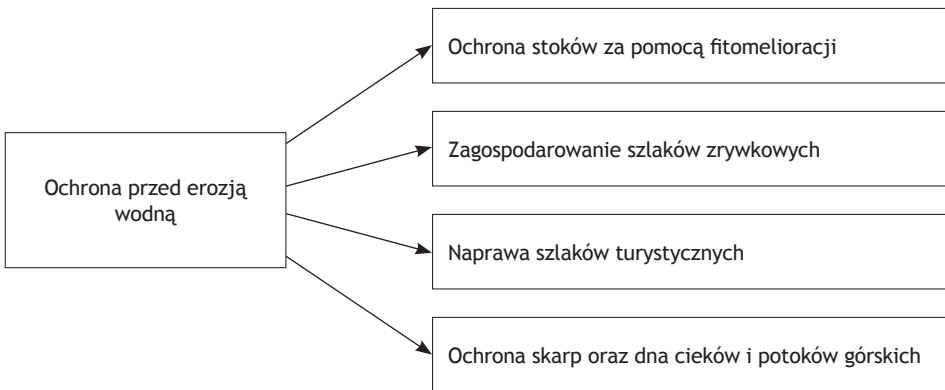 Ochrona przed erozją
wodną
Ochrona stoków za pomocą fitomelioracji
Zagospodarowanie szlaków zrywkowych
Naprawa szlaków turystycznych
Ochrona skarp oraz dna cieków i potoków górskich